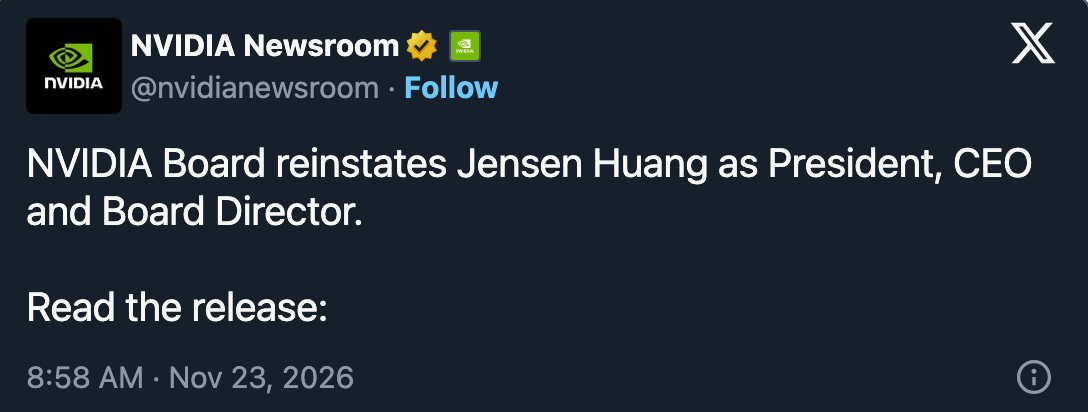 NVIDIA
NVIDIA Newsroom
@nvidianewsroom · Follow
NVIDIA Board reinstates Jensen Huang as President, CEO
and Board Director.
Read the release:
8:58 AM · Nov 23, 2026